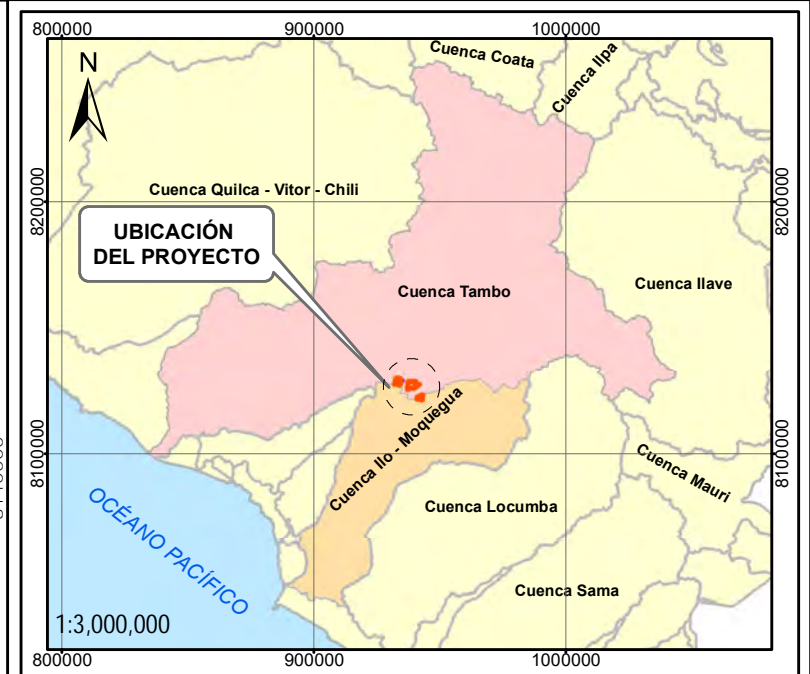 800000
900000
1000000
N
Cuenca Coata
Cuenca Ilpa
8200000
8200000
Cuenca Quilca - Vitor - Chili
UBICACIÓN
DEL PROYECTO
Cuenca Tambo
Cuenca Ilave
Cuenca Ilo - Moquegua
8100000
8100000
Cuenca Mauri
Cuenca Locumba
OCÉANO PACÍFICO
Cuenca Sama
1:3,000,000
800000
900000
1000000